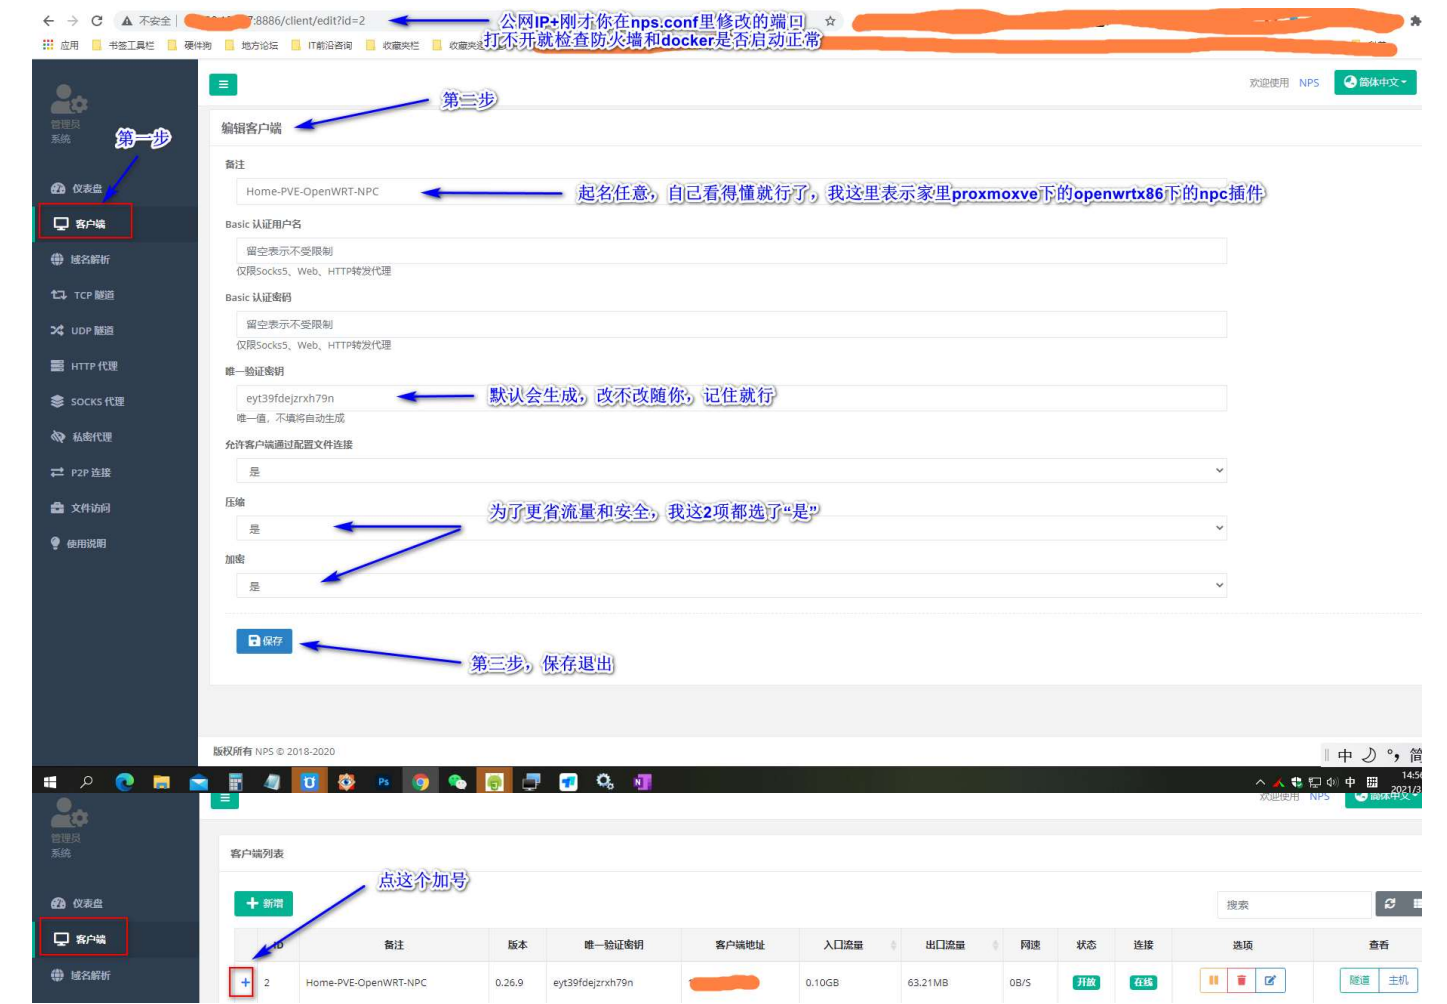 不安全
:8886/client/edit?id=2
公网IP+刚才你在nps.conf里修改的端口
打不开就检查防火墙和docker是否启动正常
应用 书签工具栏 硬件狗 地方论坛 IT前沿咨询 收藏夹栏
欢迎使用 NPS 简体中文
管理员
系统
第一步
第二步
编辑客户端
备注
Home-PVE-OpenWRT-NPC
起名任意，自己看得懂就行了，我这里表示家里proxmoxve下的openwrtx86下的npc插件
仪表盘
客户端
域名解析
TCP 隧道
UDP 隧道
HTTP 代理
SOCKS 代理
私密代理
P2P 连接
文件访问
使用说明
Basic 认证用户名
留空表示不受限制
仅限Socks5、Web、HTTP转发代理
Basic 认证密码
留空表示不受限制
仅限Socks5、Web、HTTP转发代理
唯一验证密钥
eyt39fdejzrxh79n
默认会生成，改不改随你，记住就行
唯一值，不填将自动生成
允许客户端通过配置文件连接
是
压缩
是
为了更省流量和安全，我这2项都选了“是”
加密
是
保存
第三步，保存退出
版权所有 NPS © 2018-2020
中 简
Ps
中
14:56
2021/3
欢迎使用 NPS 简体中文
管理员
系统
客户端列表
点这个加号
仪表盘
客户端
域名解析
新增
搜索
ID 备注 版本 唯一验证密钥 客户端地址 入口流量 出口流量 网速 状态 连接 选项 查看
2 Home-PVE-OpenWRT-NPC 0.26.9 eyt39fdejzrxh79n 0.10GB 63.21MB 0B/S 开放 在线 隧道 主机